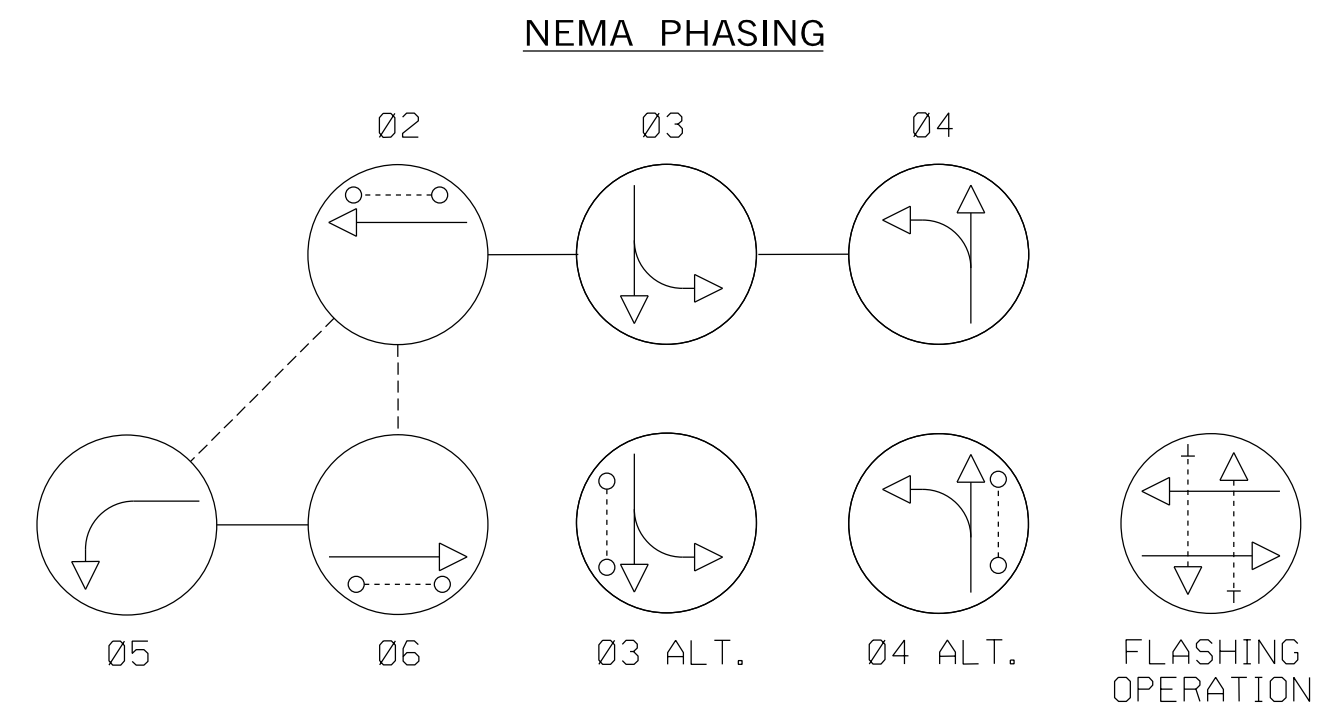 NEMA PHASING
Ø2
Ø3
Ø4
Ø5
Ø6
Ø3 ALT.
Ø4 ALT.
FLASHING
OPERATION